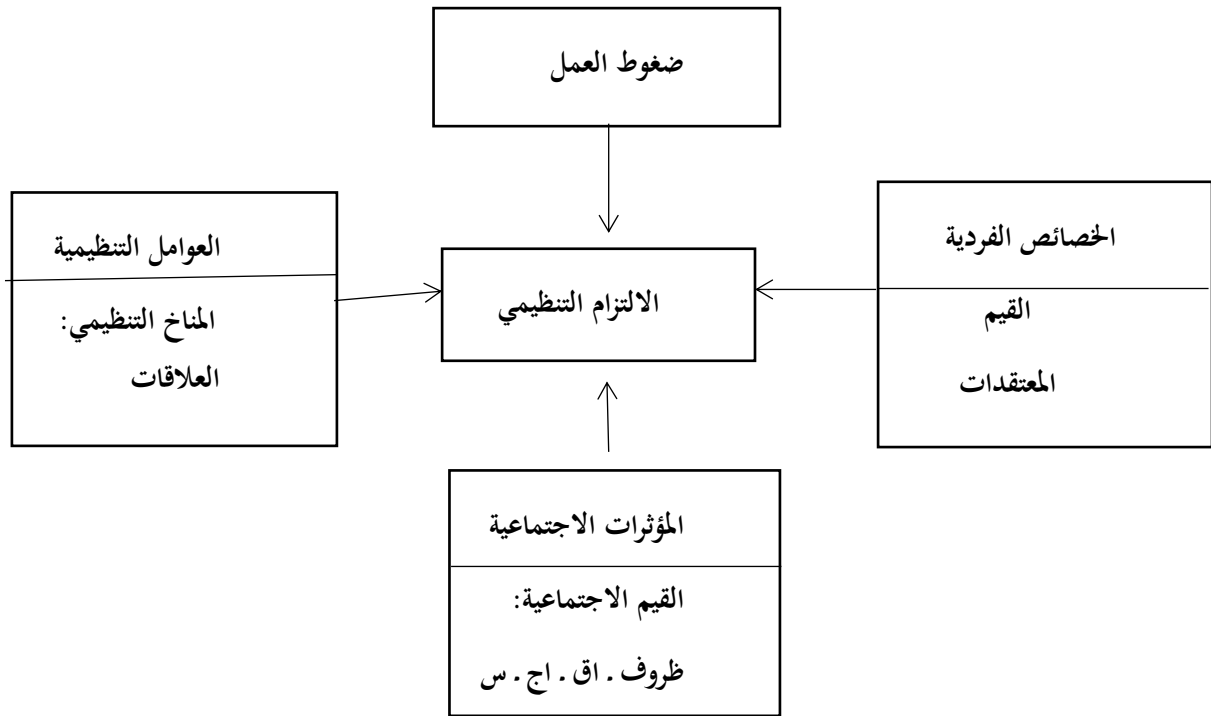 ضغوط العمل
الخصائص الفردية
القيم
المعتقدات
الالتزام التنظيمي
العوامل التنظيمية
المناخ التنظيمي:
العلاقات
المؤثرات الاجتماعية
القيم الاجتماعية:
ظروف . اق . اج . س